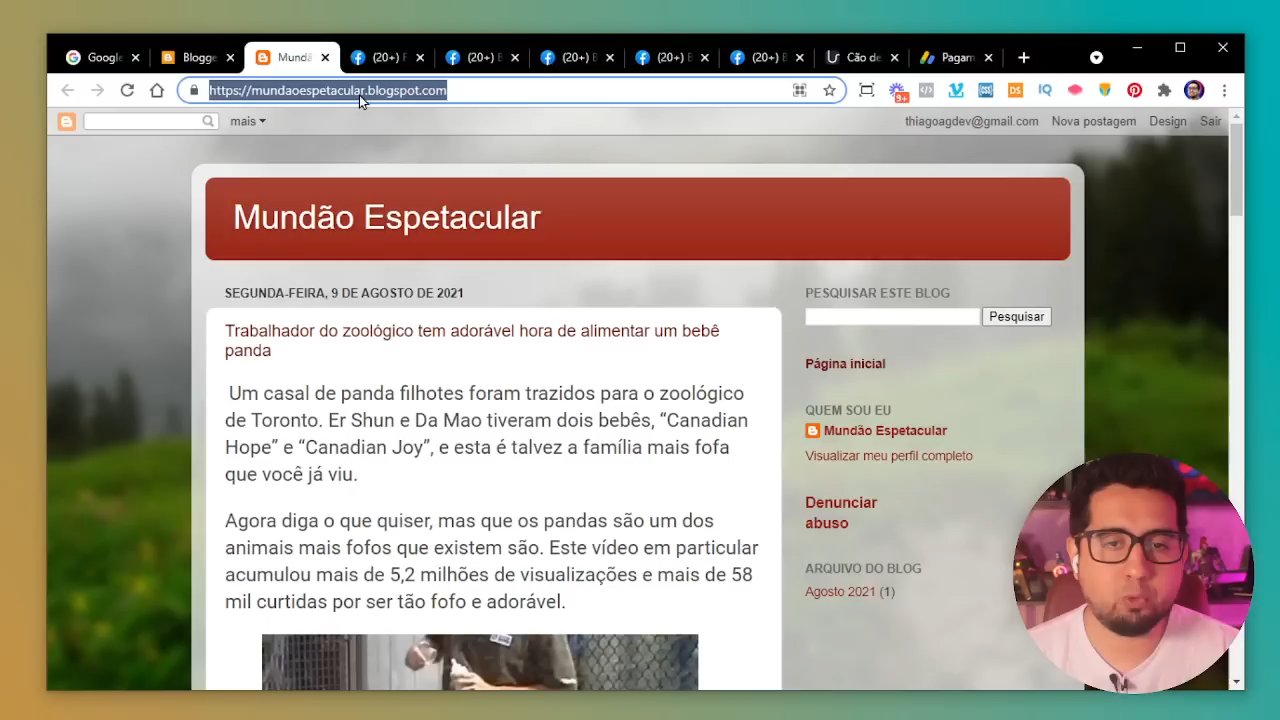 Google
Blogge
Mundã
(20+) F
(20+) B
(20+) B
(20+) B
(20+) B
Cão de
Pagam
https://mundaoespetacular.blogspot.com
9+
DS
IQ
mais
thiagoagdev@gmail.com
Nova postagem
Design
Sair
Mundão Espetacular
SEGUNDA-FEIRA, 9 DE AGOSTO DE 2021
Trabalhador do zoológico tem adorável hora de alimentar um bebê
panda
Um casal de panda filhotes foram trazidos para o zoológico
de Toronto. Er Shun e Da Mao tiveram dois bebês, “Canadian
Hope” e “Canadian Joy”, e esta é talvez a família mais fofa
que você já viu.
Agora diga o que quiser, mas que os pandas são um dos
animais mais fofos que existem são. Este vídeo em particular
acumulou mais de 5,2 milhões de visualizações e mais de 58
mil curtidas por ser tão fofo e adorável.
PESQUISAR ESTE BLOG
Pesquisar
Página inicial
QUEM SOU EU
Mundão Espetacular
Visualizar meu perfil completo
Denunciar
abuso
ARQUIVO DO BLOG
Agosto 2021 (1)